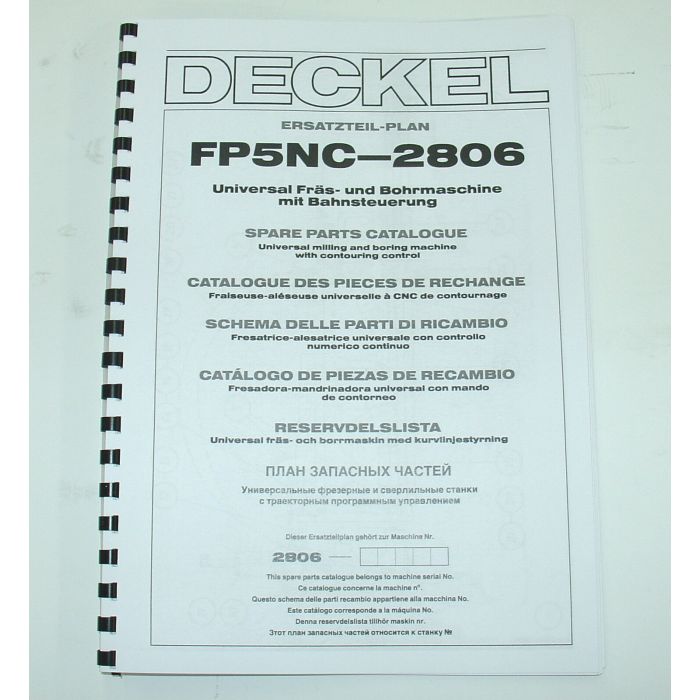 DECKEL
ERSATZTEIL-PLAN
FP5NC—2806
Universal Fräs- und Bohrmaschine
mit Bahnsteuerung
SPARE PARTS CATALOGUE
Universal milling and boring machine
with contouring control
CATALOGUE DES PIECES DE RECHANGE
Fraiseuse-aléseuse universelle à CNC de contournage
SCHEMA DELLE PARTI DI RICAMBIO
Fresatrice-alesatrice universale con controllo
numerico continuo
CATÁLOGO DE PIEZAS DE RECAMBIO
Fresadora-mandrinadora universal con mando
de contorneo
RESERVDELSLISTA
Universal fräs- och borrmaskin med kurvlinjestyrning
ПЛАН ЗАПАСНЫХ ЧАСТЕЙ
Универсальные фрезерные и сверлильные станки
с траекторным программным управлением
Dieser Ersatzteilplan gehört zur Maschine Nr.
2806 —
This spare parts catalogue belongs to machine serial No.
Ce catalogue concerne la machine n°.
Questo schema delle parti recambio appartiene alla macchina No.
Este catálogo corresponde a la máquina No.
Denna reservdelslista tillhör maskin nr.
Этот план запасных частей относится к станку №